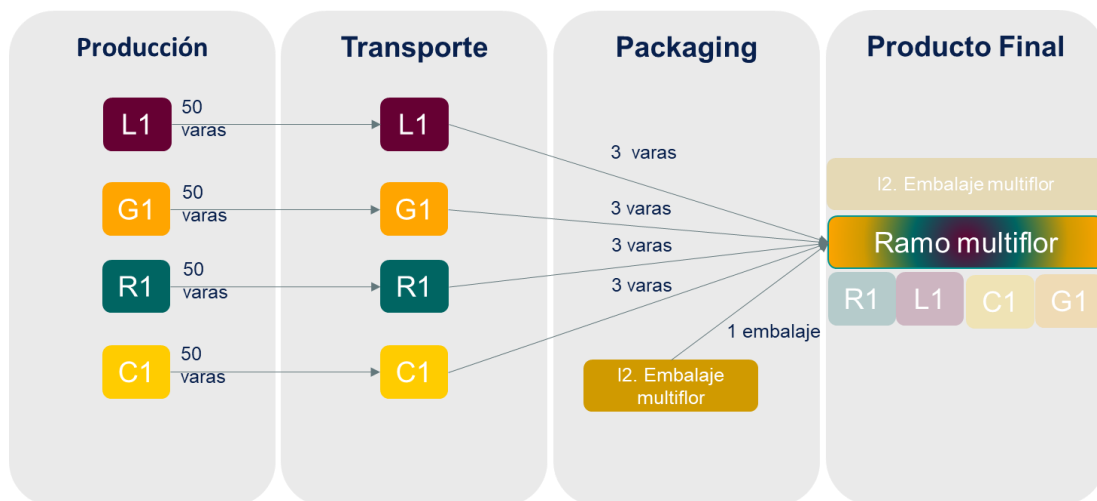 Producción
Transporte
Packaging
Producto Final
L1
50
varas
L1
3 varas
G1
50
varas
G1
3 varas
R1
50
varas
R1
3 varas
C1
50
varas
C1
3 varas
1 embalaje
I2. Embalaje
multiflor
I2. Embalaje multiflor
Ramo multiflor
R1
L1
C1
G1